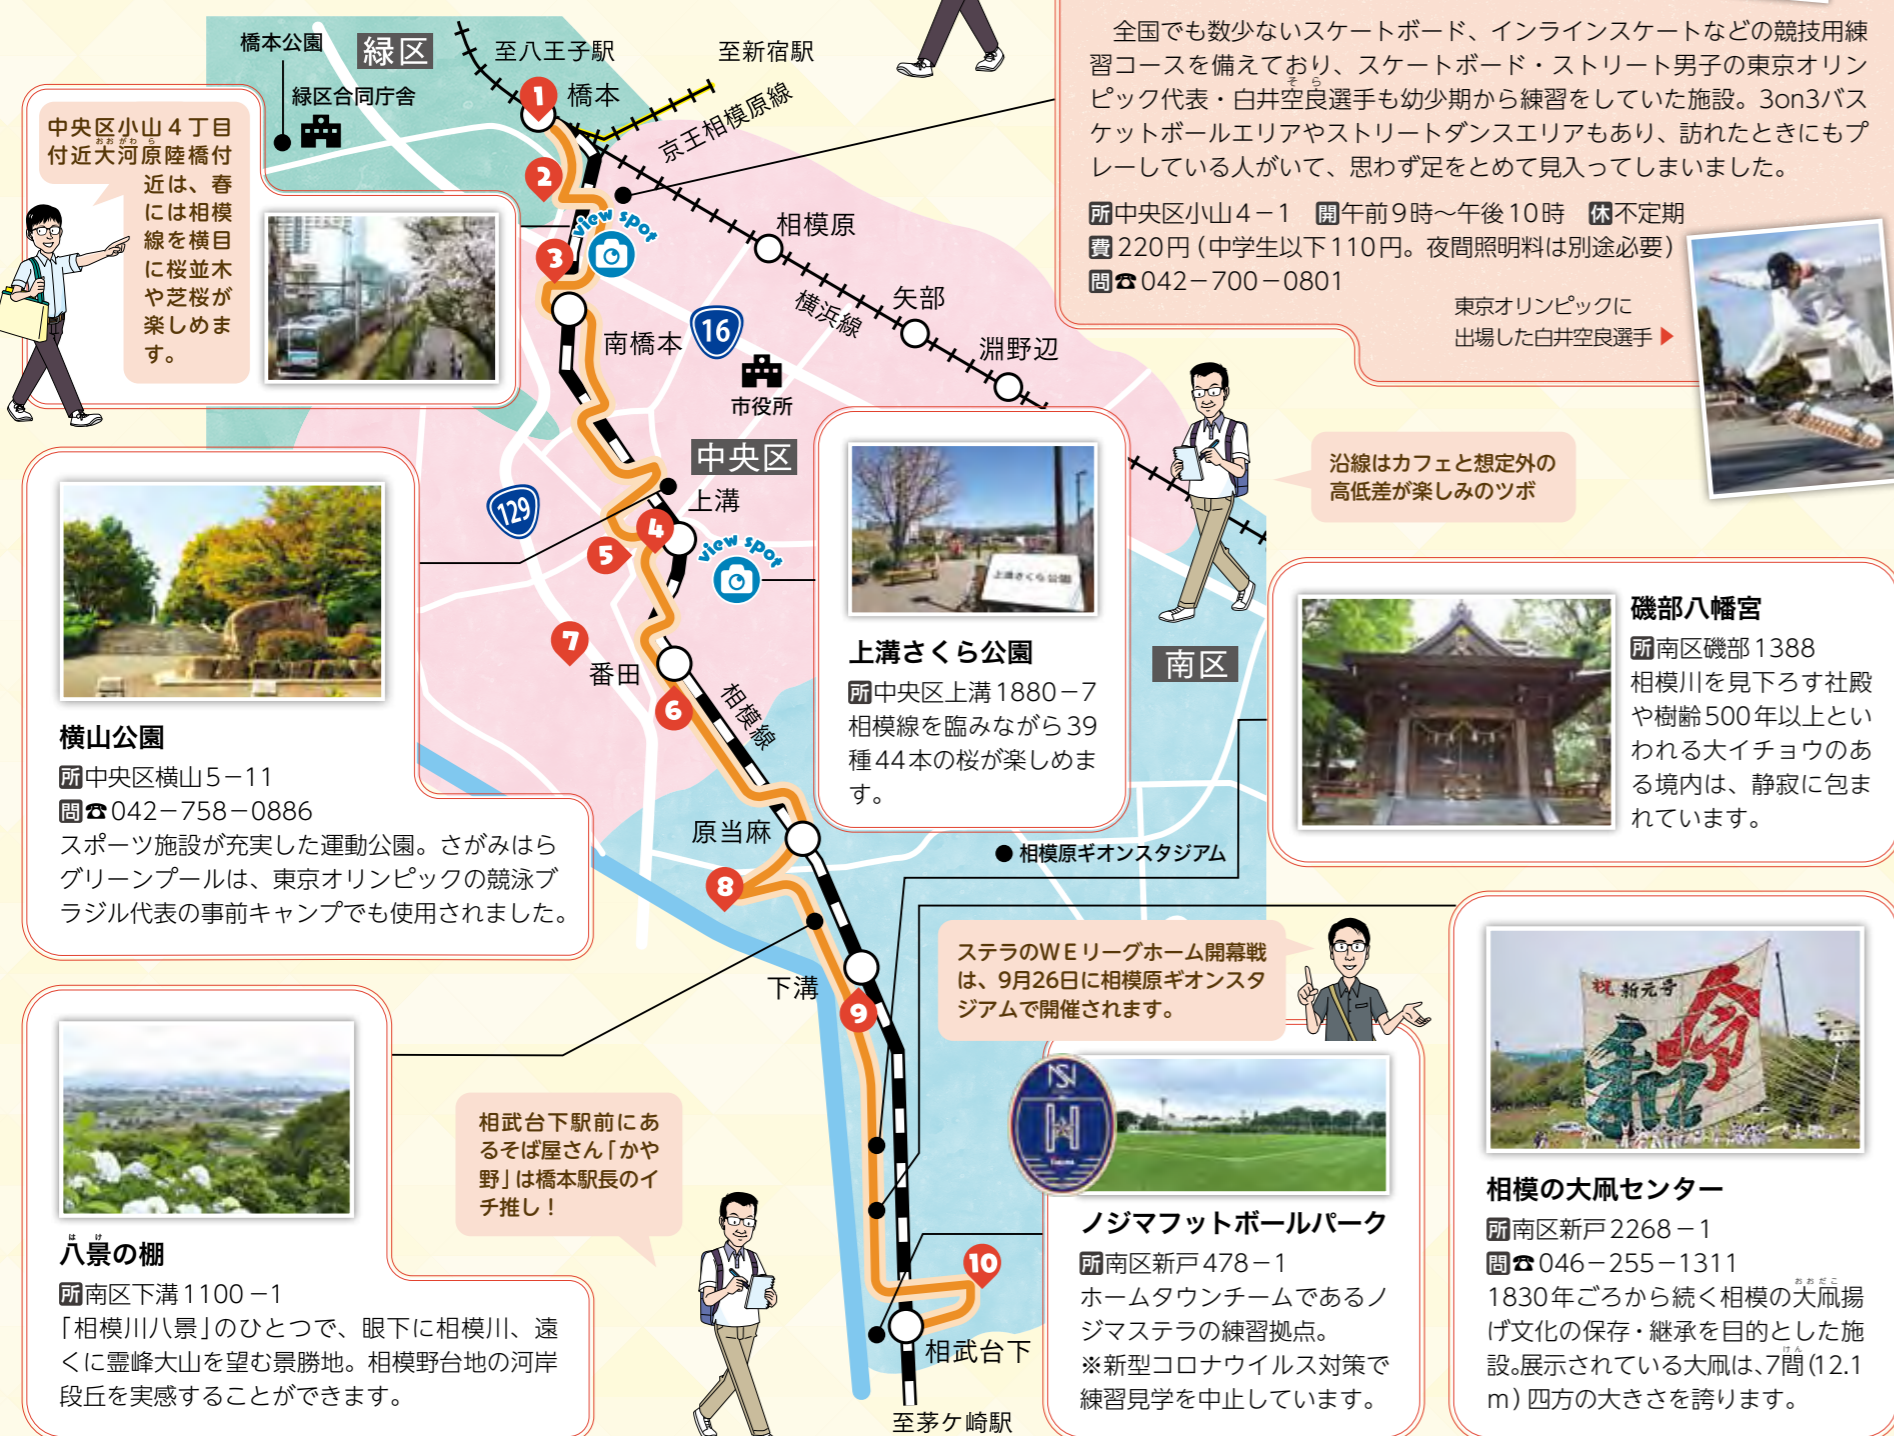 全国でも数少ないスケートボード、インラインスケートなどの競技用練
習コースを備えており、スケートボード・ストリート男子の東京オリン
ピック代表・白井空良選手も幼少期から練習をしていた施設。3on3バス
ケットボールエリアやストリートダンスエリアもあり、訪れたときにもプ
レーしている人がいて、思わず足をとめて見入ってしまいました。
所中央区小山4−1 開午前9時〜午後10時 休不定期
費220円(中学生以下110円。夜間照明料は別途必要)
問☎042−700−0801
東京オリンピックに
出場した白井空良選手▶
橋本公園
緑区
至八王子駅
至新宿駅
緑区合同庁舎
1
橋本
京王相模原線
2
view spot
3
相模原
矢部
横浜線
淵野辺
南橋本
16
市役所
中央区
129
上溝
4
5
view spot
7
番田
6
相模線
南区
原当麻
8
相模原ギオンスタジアム
下溝
9
10
相武台下
至茅ケ崎駅
中央区小山4丁目
付近大河原陸橋付
近は、春
には相模
線を横目
に桜並木
や芝桜が
楽しめま
す。
沿線はカフェと想定外の
高低差が楽しみのツボ
横山公園
所中央区横山5−11
問☎042−758−0886
スポーツ施設が充実した運動公園。さがみはら
グリーンプールは、東京オリンピックの競泳ブ
ラジル代表の事前キャンプでも使用されました。
上溝さくら公園
上溝さくら公園
所中央区上溝1880−7
相模線を臨みながら39
種44本の桜が楽しめま
す。
磯部八幡宮
所南区磯部1388
相模川を見下ろす社殿
や樹齢500年以上とい
われる大イチョウのあ
る境内は、静寂に包ま
れています。
八景の棚
所南区下溝1100−1
「相模川八景」のひとつで、眼下に相模川、遠
くに霊峰大山を望む景勝地。相模野台地の河岸
段丘を実感することができます。
相武台下駅前にあ
るそば屋さん「かや
野」は橋本駅長のイ
チ推し!
ステラのWEリーグホーム開幕戦
は、9月26日に相模原ギオンスタ
ジアムで開催されます。
ノジマフットボールパーク
所南区新戸478−1
ホームタウンチームであるノ
ジマステラの練習拠点。
※新型コロナウイルス対策で
練習見学を中止しています。
祝 新元号
令和
相模の大凧センター
所南区新戸2268−1
問☎046−255−1311
1830年ごろから続く相模の大凧揚
げ文化の保存・継承を目的とした施
設。展示されている大凧は、7間(12.1
m)四方の大きさを誇ります。